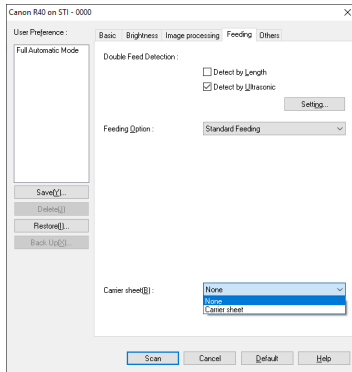 Canon R40 on STI - 0000
User Preference :
Full Automatic Mode
Save(Y)...
Delete(J)
Restore(I)...
Back Up(X)...
Basic
Brightness
Image processing
Feeding
Others
Double Feed Detection :
Detect by Length
Detect by Ultrasonic
Setting...
Feeding Option :
Standard Feeding
Carrier sheet(B) :
None
None
Carrier sheet
Scan
Cancel
Default
Help